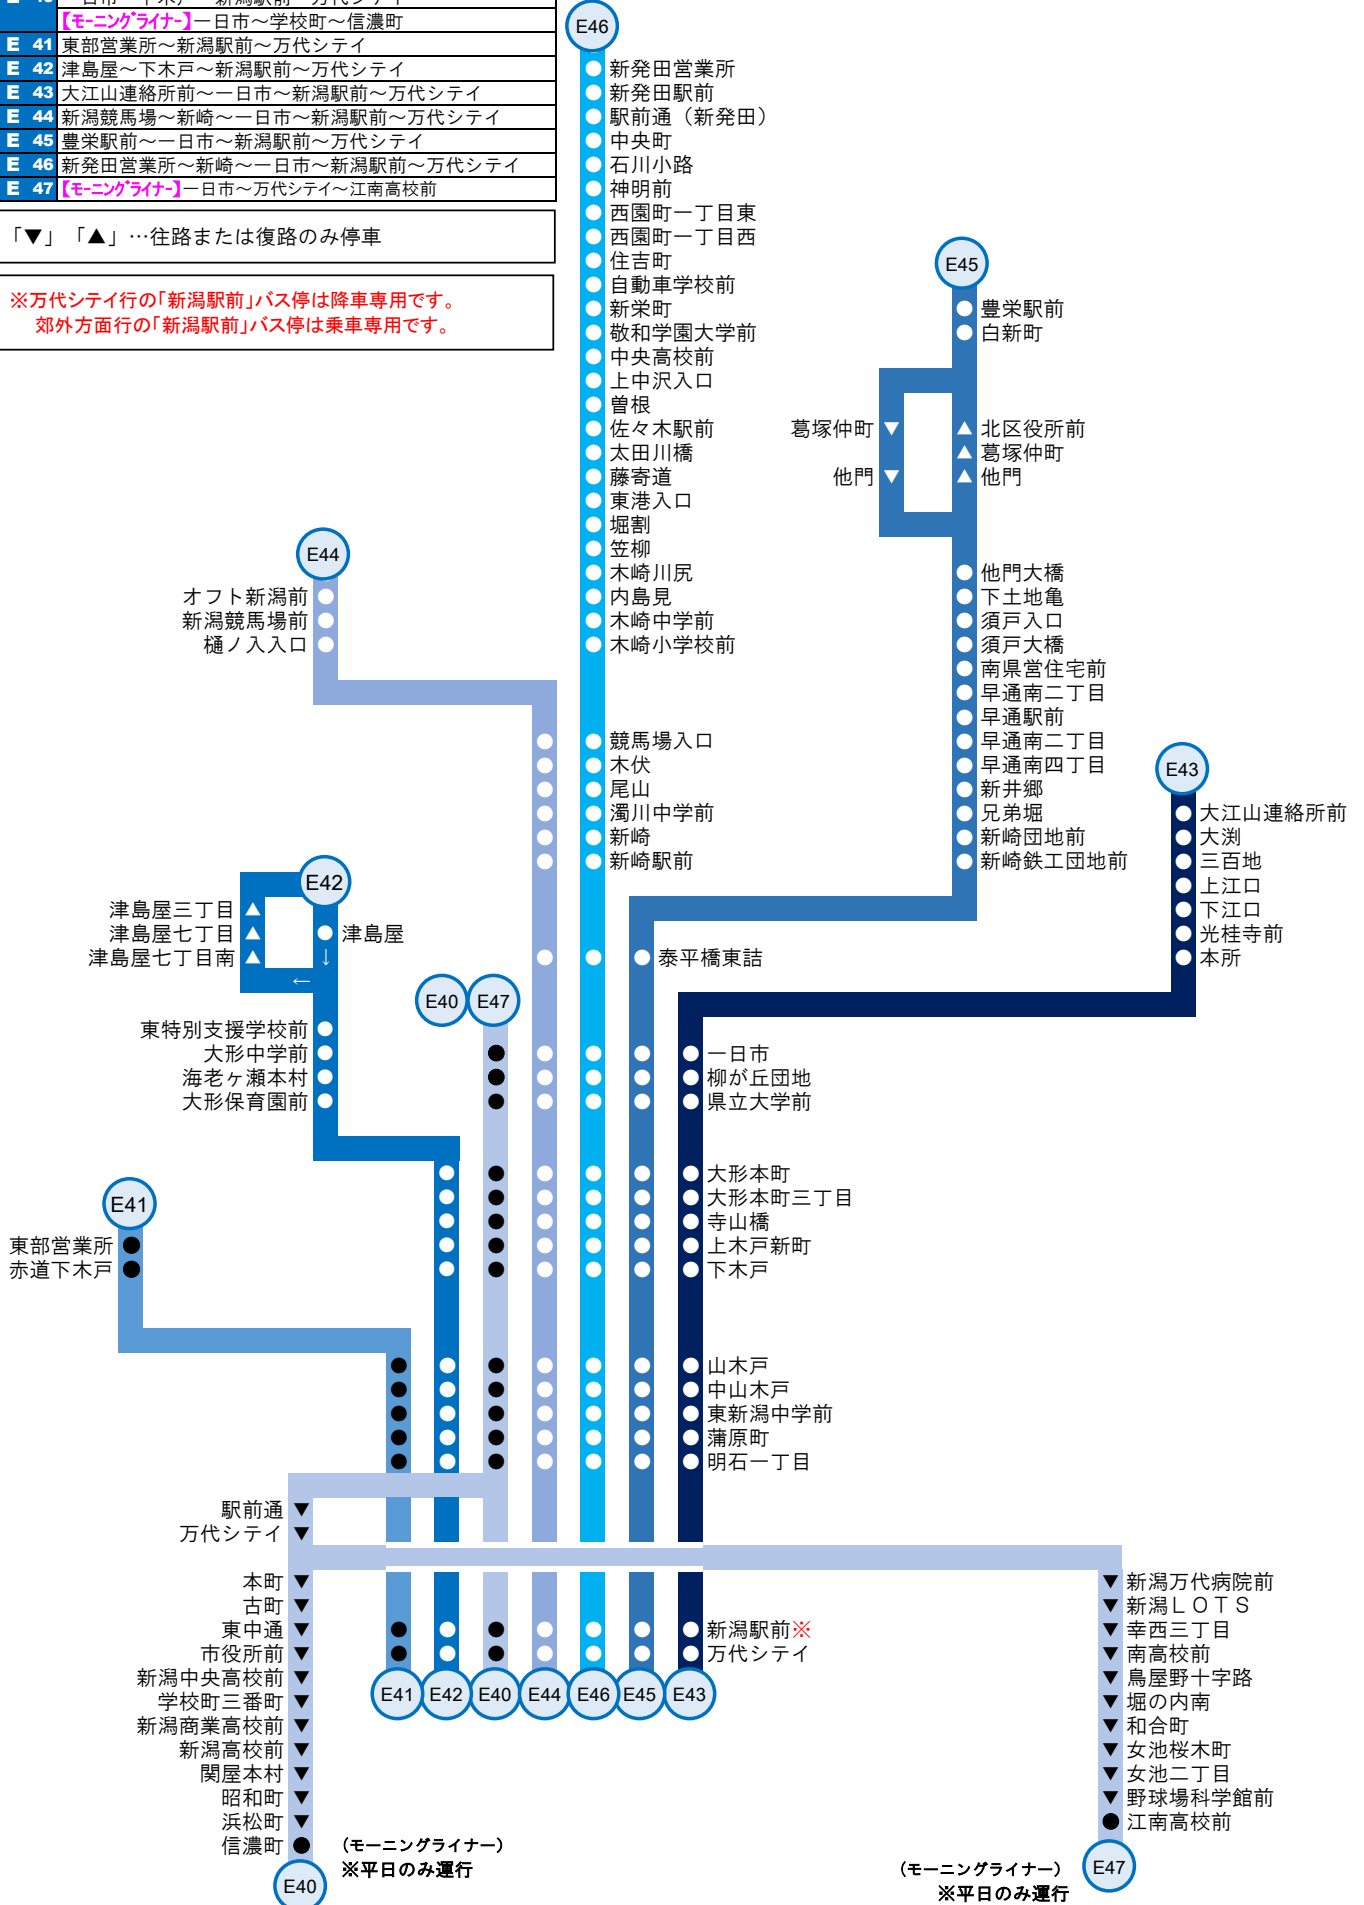 【モーニングライナー】一日市～学校町～信濃町
E 41 東部営業所～新潟駅前～万代シテイ
E 42 津島屋～下木戸～新潟駅前～万代シテイ
E 43 大江山連絡所前～一日市～新潟駅前～万代シテイ
E 44 新潟競馬場～新崎～一日市～新潟駅前～万代シテイ
E 45 豊栄駅前～一日市～新潟駅前～万代シテイ
E 46 新発田営業所～新崎～一日市～新潟駅前～万代シテイ
E 47 【モーニングライナー】一日市～万代シテイ～江南高校前
「▼」「▲」…往路または復路のみ停車
※万代シテイ行の「新潟駅前」バス停は降車専用です。
郊外方面行の「新潟駅前」バス停は乗車専用です。
E46
新発田営業所
新発田駅前
駅前通（新発田）
中央町
石川小路
神明前
西園町一丁目東
西園町一丁目西
住吉町
自動車学校前
新栄町
敬和学園大学前
中央高校前
上中沢入口
曽根
佐々木駅前
太田川橋
藤寄道
東港入口
堀割
笠柳
木崎川尻
内島見
木崎中学前
木崎小学校前
競馬場入口
木伏
尾山
濁川中学前
新崎
新崎駅前
E45
豊栄駅前
白新町
葛塚仲町 ▼
他門 ▼
▲ 北区役所前
▲ 葛塚仲町
▲ 他門
他門大橋
下土地亀
須戸入口
須戸大橋
南県営住宅前
早通南二丁目
早通駅前
早通南二丁目
早通南四丁目
新井郷
兄弟堀
新崎団地前
新崎鉄工団地前
泰平橋東詰
E44
オフト新潟前
新潟競馬場前
樋ノ入入口
E43
大江山連絡所前
大渕
三百地
上江口
下江口
光桂寺前
本所
E42
津島屋三丁目 ▲
津島屋七丁目 ▲
津島屋七丁目南 ▲
津島屋
↓
←
東特別支援学校前
大形中学前
海老ヶ瀬本村
大形保育園前
E40
E47
一日市
柳が丘団地
県立大学前
大形本町
大形本町三丁目
寺山橋
上木戸新町
下木戸
E41
東部営業所
赤道下木戸
山木戸
中山木戸
東新潟中学前
蒲原町
明石一丁目
駅前通 ▼
万代シテイ ▼
本町 ▼
古町 ▼
東中通 ▼
市役所前 ▼
新潟中央高校前 ▼
学校町三番町 ▼
新潟商業高校前 ▼
新潟高校前 ▼
関屋本村 ▼
昭和町 ▼
浜松町 ▼
信濃町
E40
（モーニングライナー）
※平日のみ運行
新潟駅前※
万代シテイ
E41 E42 E40 E44 E46 E45 E43
▼ 新潟万代病院前
▼ 新潟ＬＯＴＳ
▼ 幸西三丁目
▼ 南高校前
▼ 鳥屋野十字路
▼ 堀の内南
▼ 和合町
▼ 女池桜木町
▼ 女池二丁目
▼ 野球場科学館前
江南高校前
E47
（モーニングライナー）
※平日のみ運行